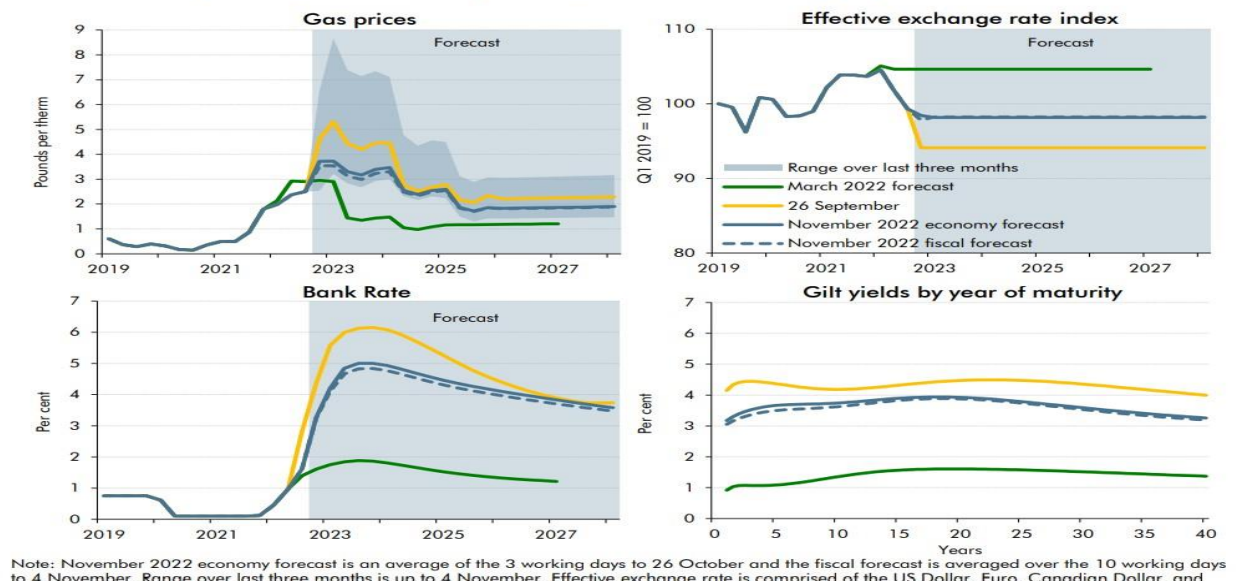 Gas prices
9
8
7
6
5
4
3
2
1
0
Pounds per therm
Forecast
2019 2021 2023 2025 2027
Effective exchange rate index
110
100
90
80
Q1 2019 = 100
Forecast
Range over last three months
March 2022 forecast
26 September
November 2022 economy forecast
November 2022 fiscal forecast
2019 2021 2023 2025 2027
Bank Rate
7
6
5
4
3
2
1
0
Per cent
Forecast
2019 2021 2023 2025 2027
Gilt yields by year of maturity
7
6
5
4
3
2
1
0
Per cent
0 5 10 15 20 25 30 35 40
Years
Note: November 2022 economy forecast is an average of the 3 working days to 26 October and the fiscal forecast is averaged over the 10 working days
to 4 November. Range over last three months is up to 4 November. Effective exchange rate is comprised of the US Dollar, Euro, Canadian Dollar and